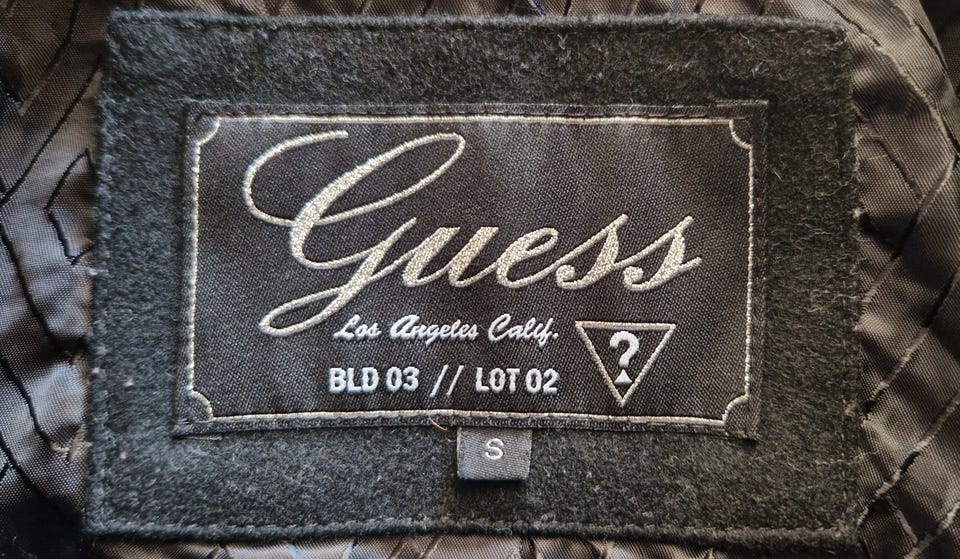 Guess
Los Angeles Calif.
?
BLD 03 // LOT 02
S